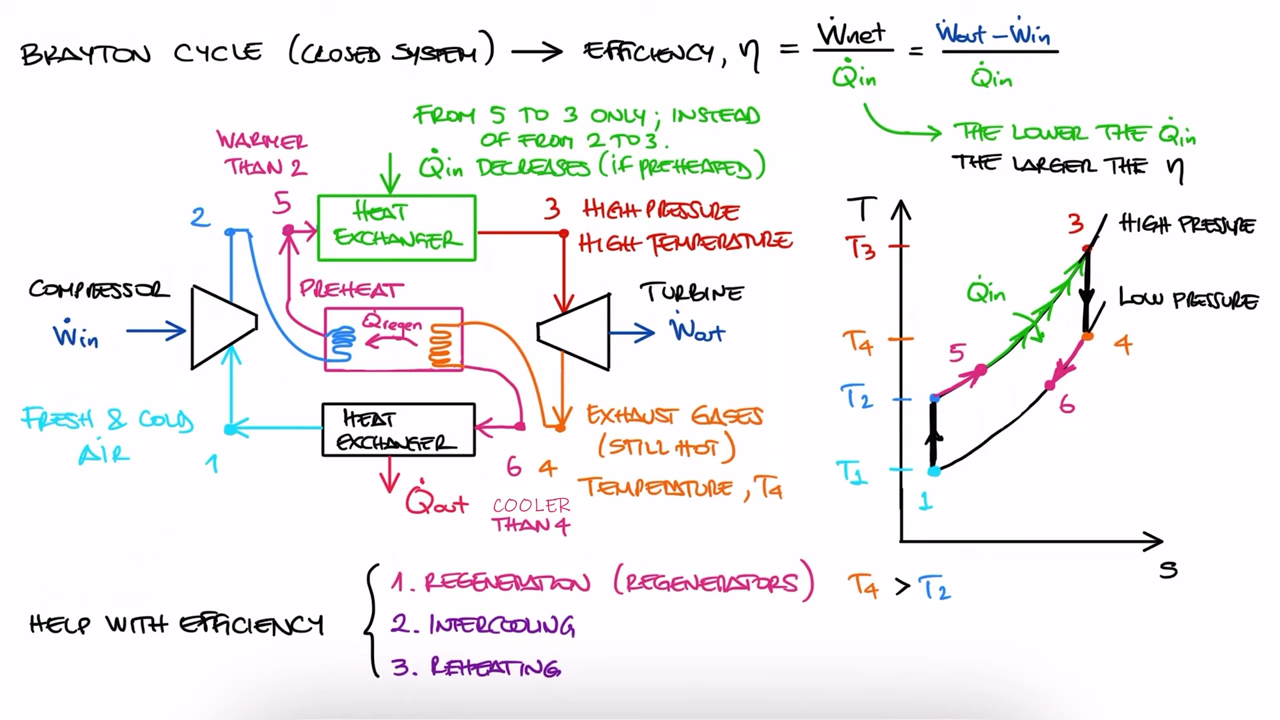 BRAYTON CYCLE (CLOSED SYSTEM) → EFFICIENCY, η = Ẇnet / Q̇in = Ẇout − Ẇin / Q̇in
THE LOWER THE Q̇in
THE LARGER THE η
FROM 5 TO 3 ONLY; INSTEAD
OF FROM 2 TO 3.
Q̇in DECREASES (IF PREHEATED)
WARMER
THAN 2
2
5
HEAT
EXCHANGER
3
HIGH PRESSURE
HIGH TEMPERATURE
COMPRESSOR
Ẇin
PREHEAT
Q̇regen
TURBINE
Ẇout
FRESH & COLD
AIR
1
HEAT
EXCHANGER
Q̇out
6
COOLER
THAN 4
4
EXHAUST GASES
(STILL HOT)
TEMPERATURE, T4
T
T3
T4
T2
T1
3
HIGH PRESSURE
LOW PRESSURE
Q̇in
5
4
6
1
S
HELP WITH EFFICIENCY
1. REGENERATION (REGENERATORS) T4 > T2
2. INTERCOOLING
3. REHEATING